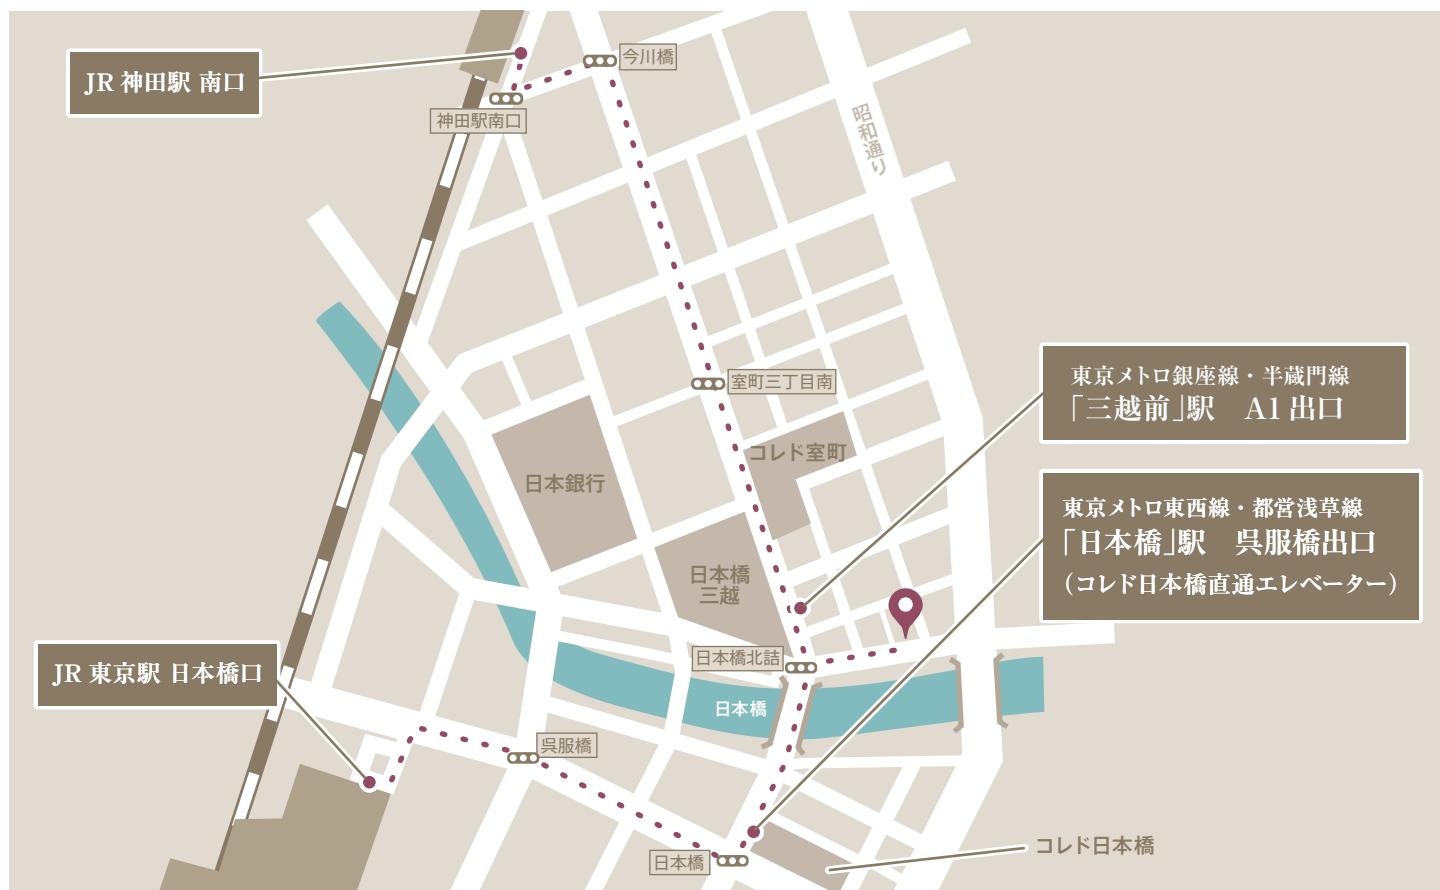 JR 神田駅 南口
今川橋
神田駅南口
昭和通り
東京メトロ銀座線・半蔵門線
「三越前」駅　A1 出口
室町三丁目南
コレド室町
日本銀行
東京メトロ東西線・都営浅草線
「日本橋」駅　呉服橋出口
（コレド日本橋直通エレベーター）
日本橋
三越
JR 東京駅 日本橋口
日本橋北詰
日本橋
呉服橋
日本橋
コレド日本橋